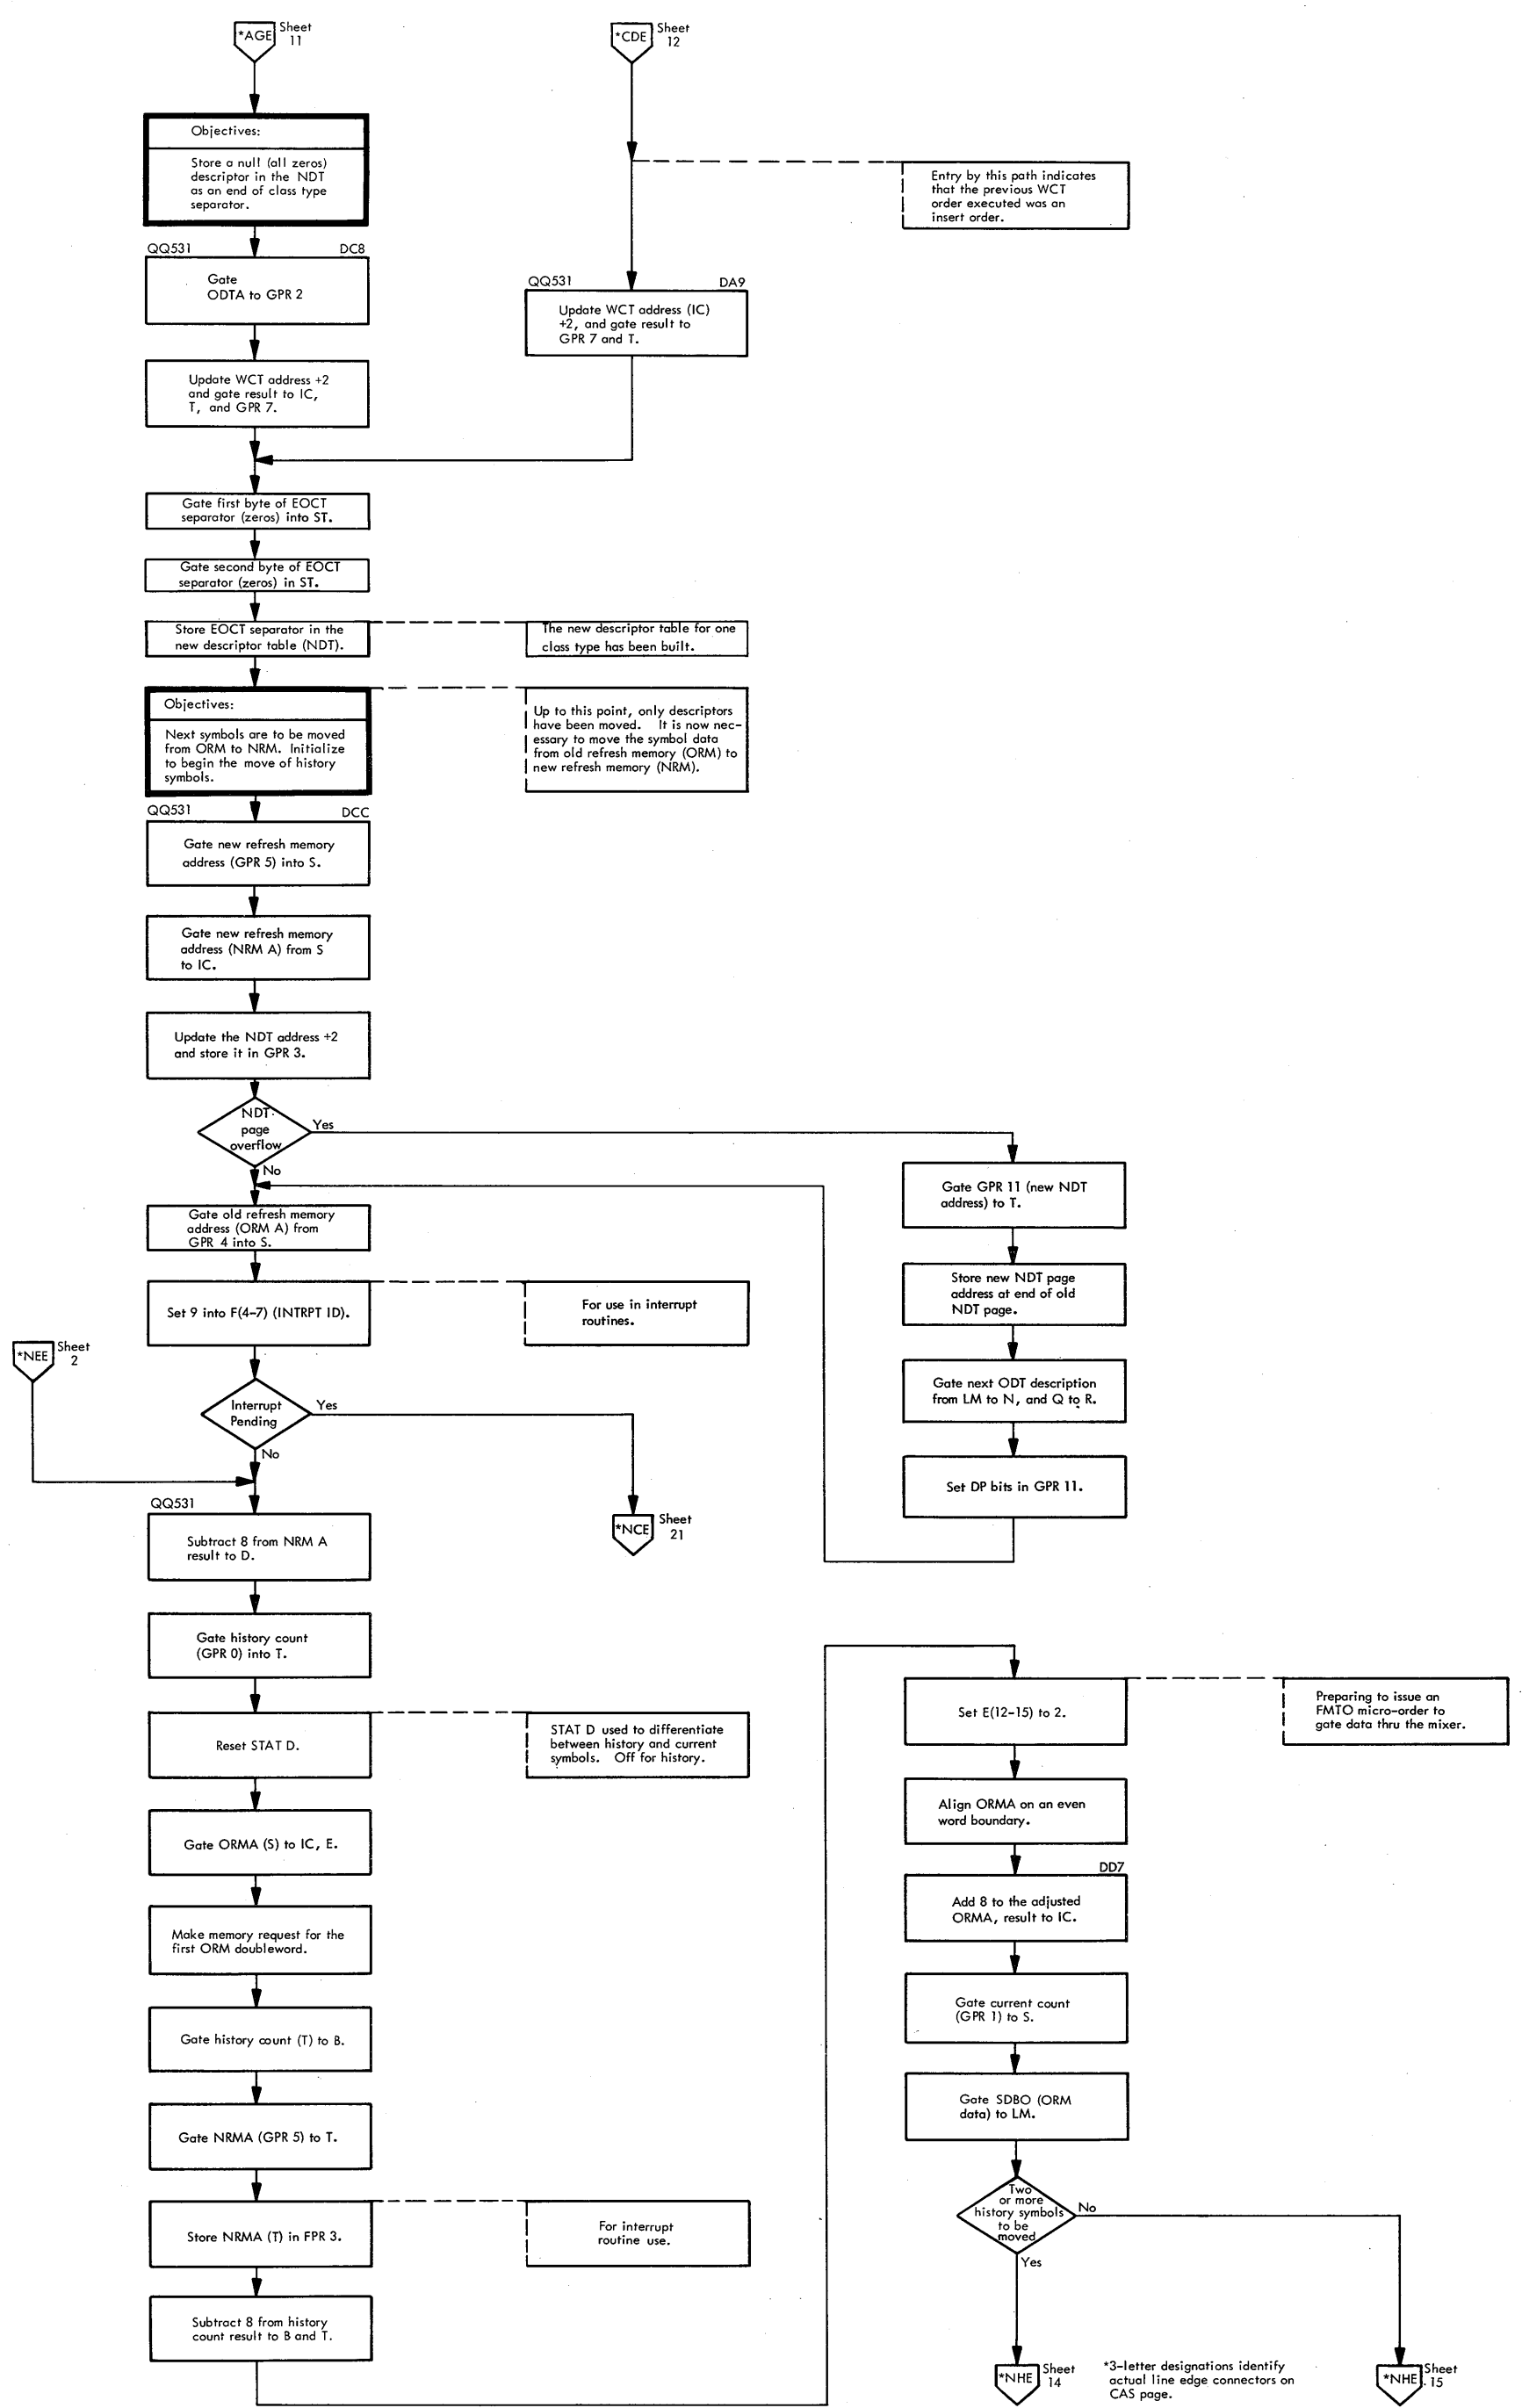 *AGE
Sheet
11
Objectives:
Store a null (all zeros)
descriptor in the NDT
as an end of class type
separator.
QQ531
DC8
Gate
ODTA to GPR 2
Update WCT address +2
and gate result to IC,
T, and GPR 7.
*CDE
Sheet
12
Entry by this path indicates
that the previous WCT
order executed was an
insert order.
QQ531
DA9
Update WCT address (IC)
+2, and gate result to
GPR 7 and T.
Gate first byte of EOCT
separator (zeros) into ST.
Gate second byte of EOCT
separator (zeros) in ST.
Store EOCT separator in the
new descriptor table (NDT).
The new descriptor table for one
class type has been built.
Objectives:
Next symbols are to be moved
from ORM to NRM. Initialize
to begin the move of history
symbols.
Up to this point, only descriptors
have been moved. It is now nec-
essary to move the symbol data
from old refresh memory (ORM) to
new refresh memory (NRM).
QQ531
DCC
Gate new refresh memory
address (GPR 5) into S.
Gate new refresh memory
address (NRM A) from S
to IC.
Update the NDT address +2
and store it in GPR 3.
NDT
page
overflow
Yes
No
Gate GPR 11 (new NDT
address) to T.
Store new NDT page
address at end of old
NDT page.
Gate next ODT description
from LM to N, and Q to R.
Set DP bits in GPR 11.
Gate old refresh memory
address (ORM A) from
GPR 4 into S.
Set 9 into F(4-7) (INTRPT ID).
For use in interrupt
routines.
*NEE
Sheet
2
Interrupt
Pending
Yes
No
*NCE
Sheet
21
QQ531
Subtract 8 from NRM A
result to D.
Gate history count
(GPR 0) into T.
Reset STAT D.
STAT D used to differentiate
between history and current
symbols. Off for history.
Gate ORMA (S) to IC, E.
Make memory request for the
first ORM doubleword.
Gate history count (T) to B.
Gate NRMA (GPR 5) to T.
Store NRMA (T) in FPR 3.
For interrupt
routine use.
Subtract 8 from history
count result to B and T.
Set E(12-15) to 2.
Preparing to issue an
FMTO micro-order to
gate data thru the mixer.
Align ORMA on an even
word boundary.
DD7
Add 8 to the adjusted
ORMA, result to IC.
Gate current count
(GPR 1) to S.
Gate SDBO (ORM
data) to LM.
Two
or more
history symbols
to be
moved
No
Yes
*NHE
Sheet
14
*3-letter designations identify
actual line edge connectors on
CAS page.
*NHE
Sheet
15